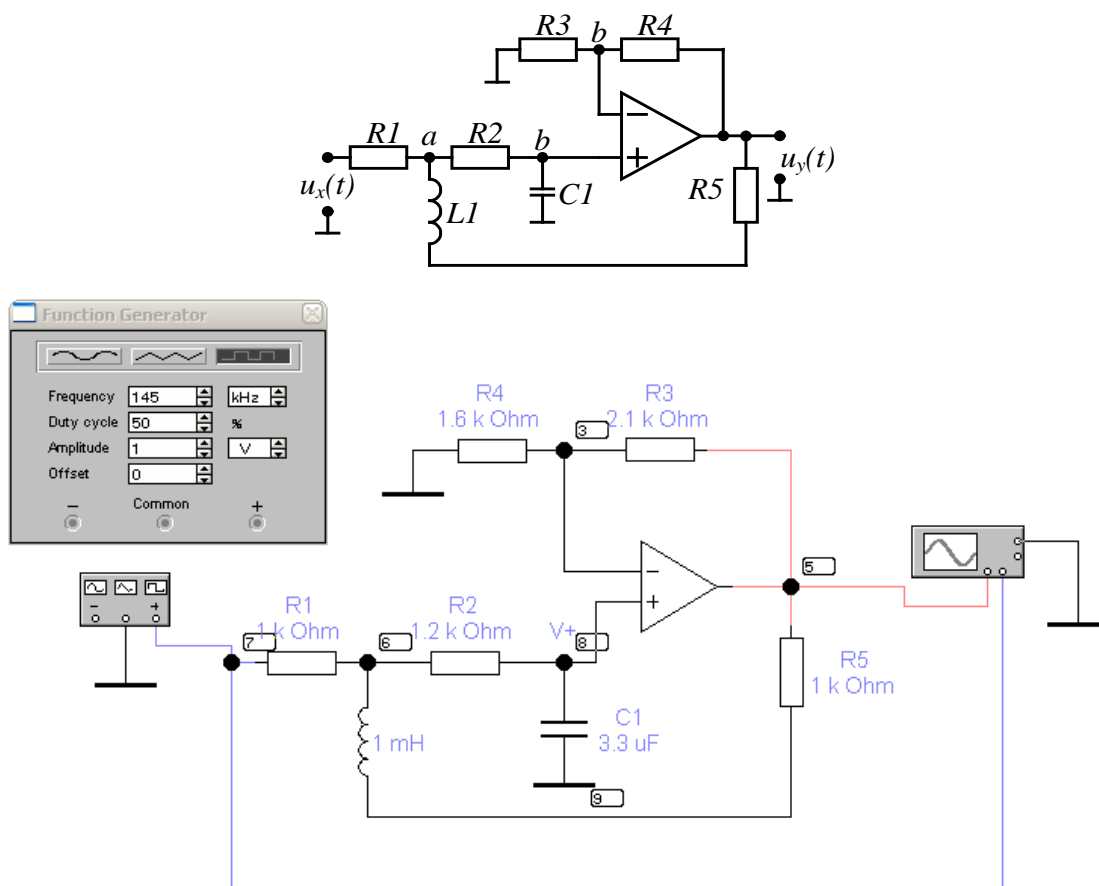 R3 b R4
R1 a R2 b
uₓ(t) L1 C1 R5 u_y(t)
− +
Function Generator
Frequency 145 kHz
Duty cycle 50 %
Amplitude 1 V
Offset 0
− Common +
R4 R3
1.6 k Ohm 2.1 k Ohm
3
− +
5
− +
R1 R2 V+
7 1 k Ohm 6 1.2 k Ohm 8
R5
1 k Ohm
C1
1 mH 3.3 uF
9